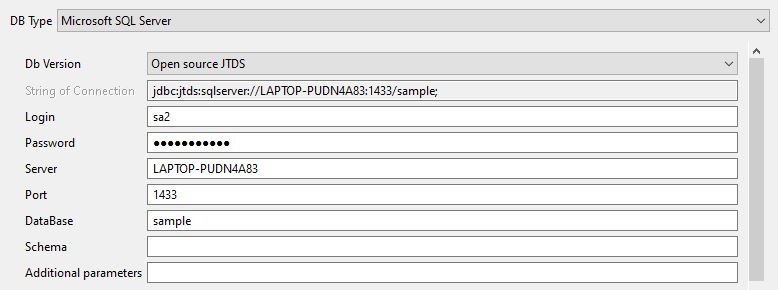 DB Type Microsoft SQL Server
Db Version Open source JTDS
String of Connection jdbc:jtds:sqlserver://LAPTOP-PUDN4A83:1433/sample;
Login sa2
Password ●●●●●●●●●●●
Server LAPTOP-PUDN4A83
Port 1433
DataBase sample
Schema
Additional parameters